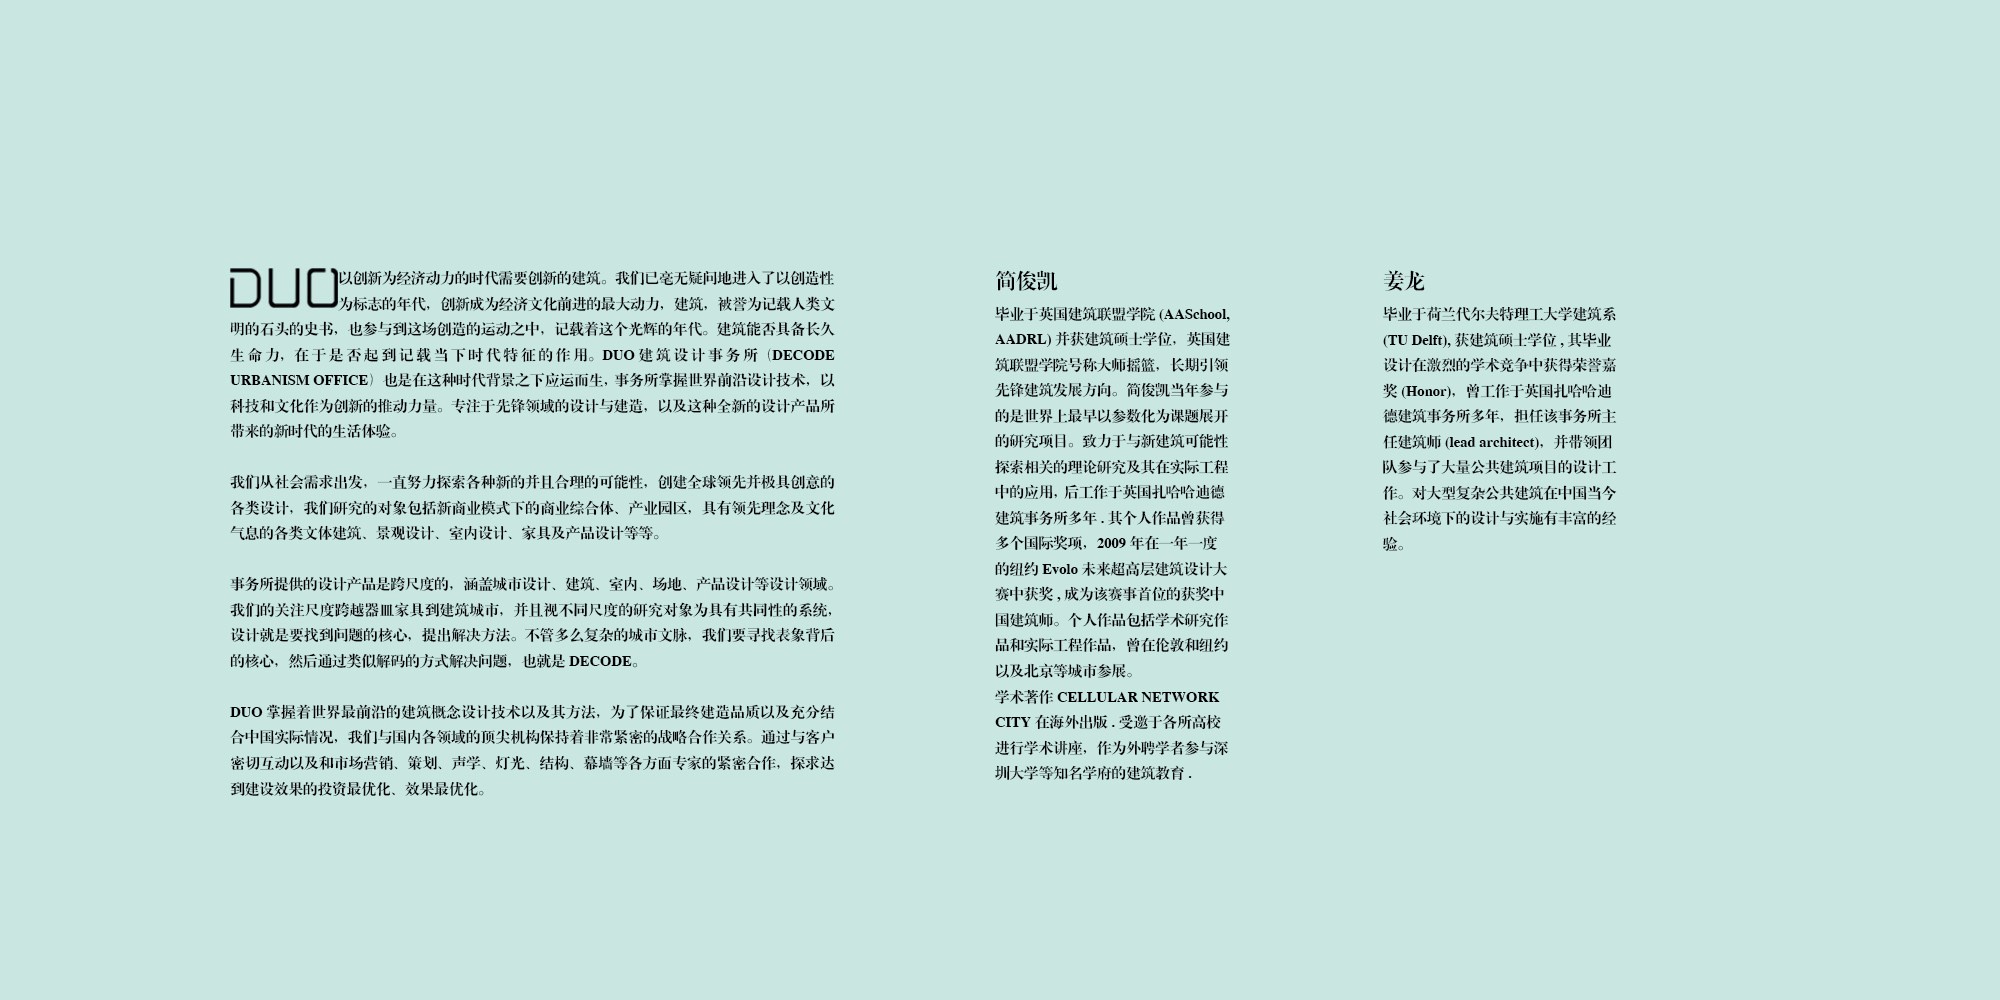 DUO以创新为经济动力的时代需要创新的建筑。我们已毫无疑问地进入了以创造性
为标志的年代，创新成为经济文化前进的最大动力，建筑，被誉为记载人类文
明的石头的史书，也参与到这场创造的运动之中，记载着这个光辉的年代。建筑能否具备长久
生命力，在于是否起到记载当下时代特征的作用。DUO 建筑设计事务所（DECODE
URBANISM OFFICE）也是在这种时代背景之下应运而生，事务所掌握世界前沿设计技术，以
科技和文化作为创新的推动力量。专注于先锋领域的设计与建造，以及这种全新的设计产品所
带来的新时代的生活体验。
我们从社会需求出发，一直努力探索各种新的并且合理的可能性，创建全球领先并极具创意的
各类设计，我们研究的对象包括新商业模式下的商业综合体、产业园区，具有领先理念及文化
气息的各类文体建筑、景观设计、室内设计、家具及产品设计等等。
事务所提供的设计产品是跨尺度的，涵盖城市设计、建筑、室内、场地、产品设计等设计领域。
我们的关注尺度跨越器皿家具到建筑城市，并且视不同尺度的研究对象为具有共同性的系统，
设计就是要找到问题的核心，提出解决方法。不管多么复杂的城市文脉，我们要寻找表象背后
的核心，然后通过类似解码的方式解决问题，也就是 DECODE。
DUO 掌握着世界最前沿的建筑概念设计技术以及其方法，为了保证最终建造品质以及充分结
合中国实际情况，我们与国内各领域的顶尖机构保持着非常紧密的战略合作关系。通过与客户
密切互动以及和市场营销、策划、声学、灯光、结构、幕墙等各方面专家的紧密合作，探求达
到建设效果的投资最优化、效果最优化。
简俊凯
毕业于英国建筑联盟学院 (AASchool,
AADRL) 并获建筑硕士学位，英国建
筑联盟学院号称大师摇篮，长期引领
先锋建筑发展方向。简俊凯当年参与
的是世界上最早以参数化为课题展开
的研究项目。致力于与新建筑可能性
探索相关的理论研究及其在实际工程
中的应用，后工作于英国扎哈哈迪德
建筑事务所多年 . 其个人作品曾获得
多个国际奖项，2009 年在一年一度
的纽约 Evolo 未来超高层建筑设计大
赛中获奖 , 成为该赛事首位的获奖中
国建筑师。个人作品包括学术研究作
品和实际工程作品，曾在伦敦和纽约
以及北京等城市参展。
学术著作 CELLULAR NETWORK
CITY 在海外出版 . 受邀于各所高校
进行学术讲座，作为外聘学者参与深
圳大学等知名学府的建筑教育 .
姜龙
毕业于荷兰代尔夫特理工大学建筑系
(TU Delft), 获建筑硕士学位 , 其毕业
设计在激烈的学术竞争中获得荣誉嘉
奖 (Honor)，曾工作于英国扎哈哈迪
德建筑事务所多年，担任该事务所主
任建筑师 (lead architect)，并带领团
队参与了大量公共建筑项目的设计工
作。对大型复杂公共建筑在中国当今
社会环境下的设计与实施有丰富的经
验。